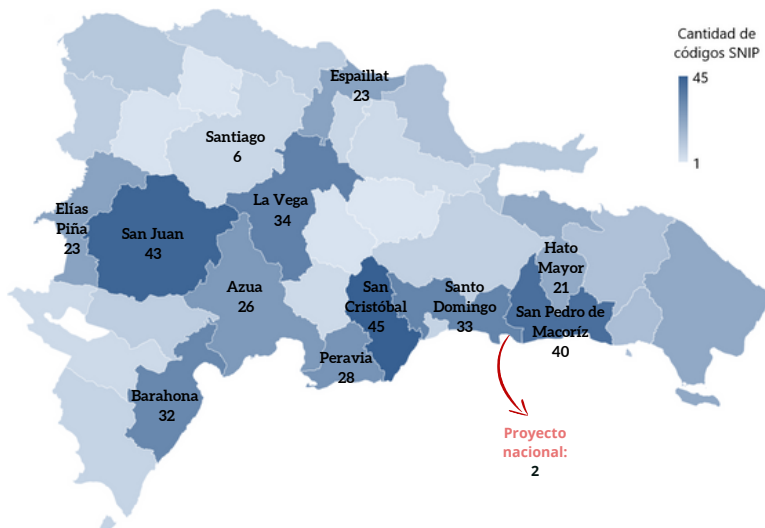 Cantidad de
códigos SNIP
45
1
Espaillat
23
Santiago
6
La Vega
34
Elías
Piña
23
San Juan
43
Azua
26
San
Cristóbal
45
Santo
Domingo
33
Hato
Mayor
21
San Pedro de
Macoríz
40
Peravia
28
Barahona
32
Proyecto
nacional:
2